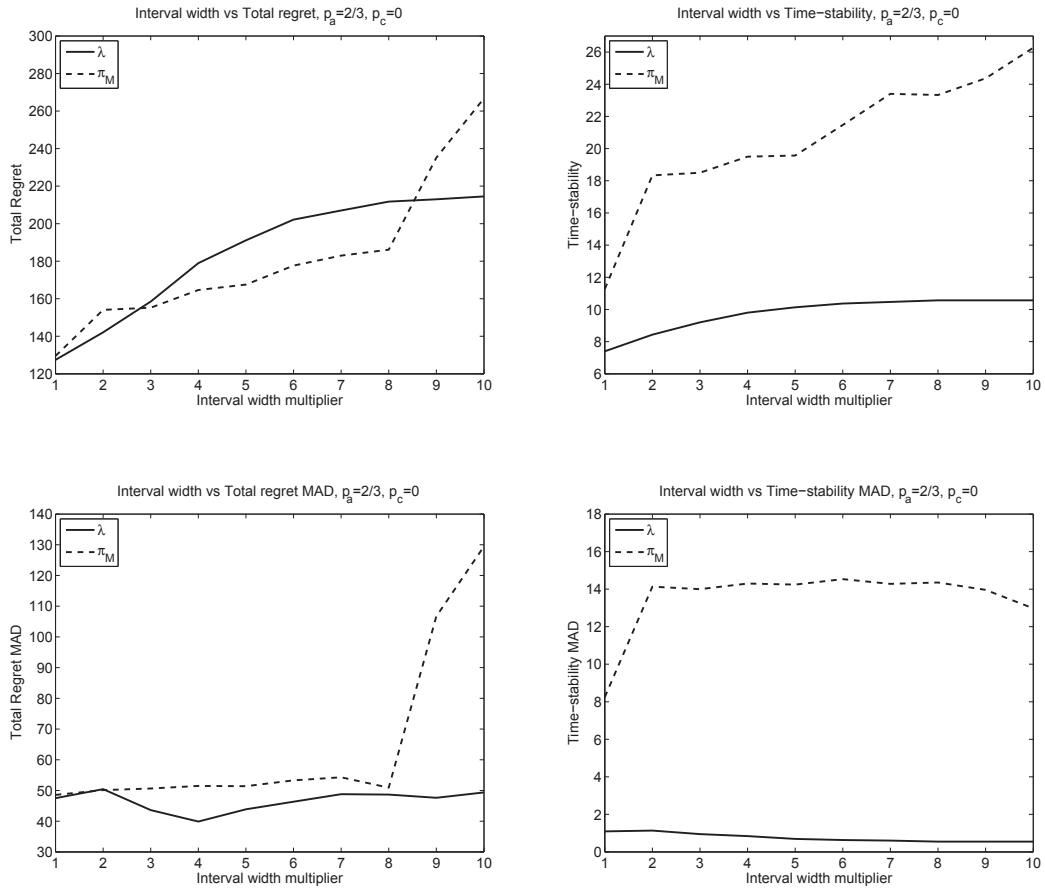 Interval width vs Total regret, p_a=2/3, p_c=0
300
280
260
240
220
200
180
160
140
120
Total Regret
λ
π_M
1 2 3 4 5 6 7 8 9 10
Interval width multiplier
Interval width vs Time−stability, p_a=2/3, p_c=0
26
24
22
20
18
16
14
12
10
8
6
Time−stability
λ
π_M
1 2 3 4 5 6 7 8 9 10
Interval width multiplier
Interval width vs Total regret MAD, p_a=2/3, p_c=0
140
130
120
110
100
90
80
70
60
50
40
30
Total Regret MAD
λ
π_M
1 2 3 4 5 6 7 8 9 10
Interval width multiplier
Interval width vs Time−stability MAD, p_a=2/3, p_c=0
18
16
14
12
10
8
6
4
2
0
Time−stability MAD
λ
π_M
1 2 3 4 5 6 7 8 9 10
Interval width multiplier